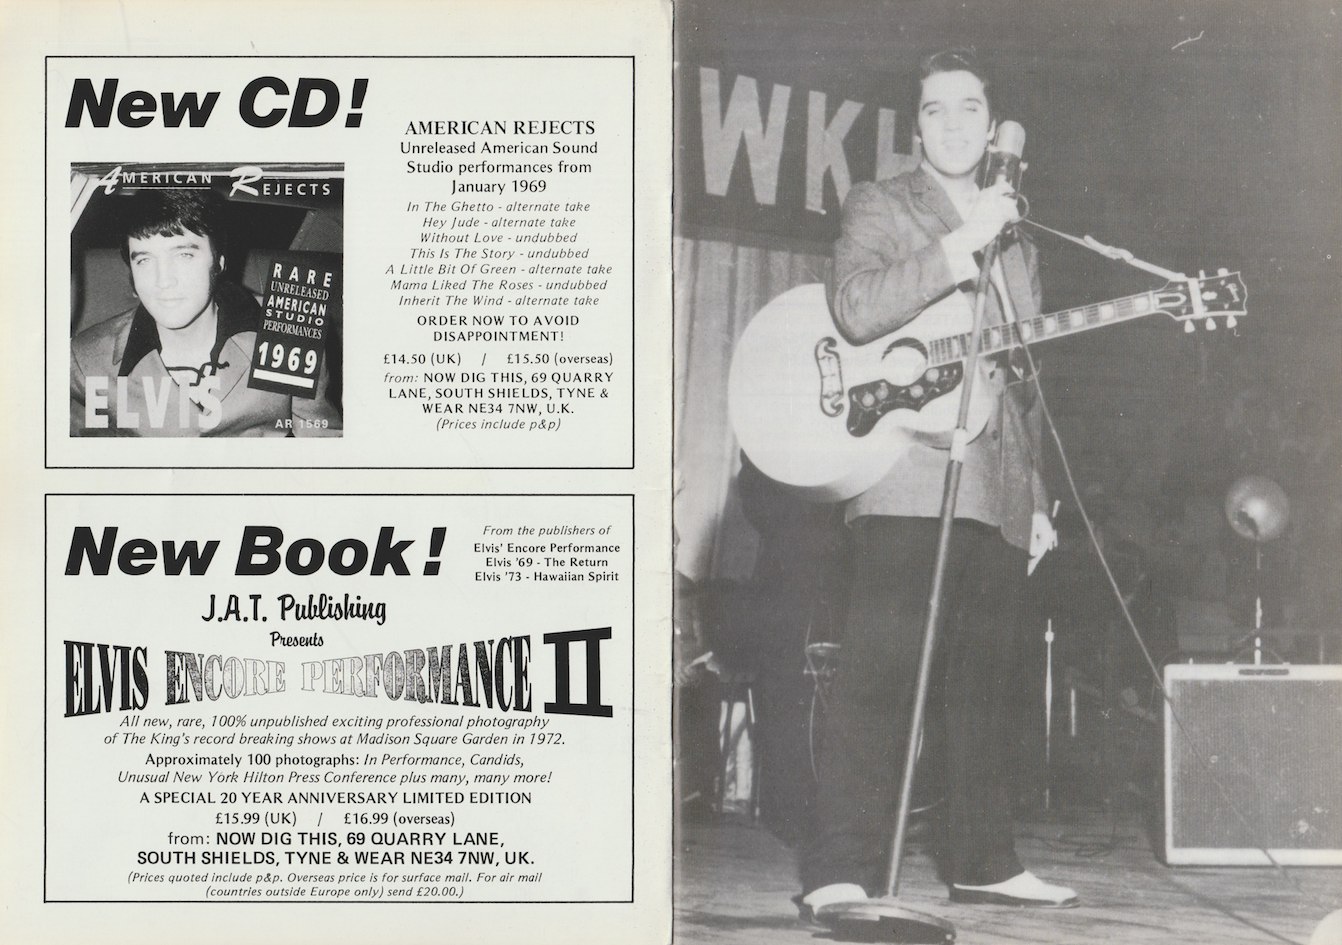 New CD!
AMERICAN REJECTS
RARE
UNRELEASED
AMERICAN
STUDIO
PERFORMANCES
1969
ELVIS
AR 1569
AMERICAN REJECTS
Unreleased American Sound
Studio performances from
January 1969
In The Ghetto - alternate take
Hey Jude - alternate take
Without Love - undubbed
This Is The Story - undubbed
A Little Bit Of Green - alternate take
Mama Liked The Roses - undubbed
Inherit The Wind - alternate take
ORDER NOW TO AVOID
DISAPPOINTMENT!
£14.50 (UK) / £15.50 (overseas)
from: NOW DIG THIS, 69 QUARRY
LANE, SOUTH SHIELDS, TYNE &
WEAR NE34 7NW, U.K.
(Prices include p&p)
New Book!
From the publishers of
Elvis' Encore Performance
Elvis '69 - The Return
Elvis '73 - Hawaiian Spirit
J.A.T. Publishing
Presents
ELVIS ENCORE PERFORMANCE II
All new, rare, 100% unpublished exciting professional photography
of The King's record breaking shows at Madison Square Garden in 1972.
Approximately 100 photographs: In Performance, Candids,
Unusual New York Hilton Press Conference plus many, many more!
A SPECIAL 20 YEAR ANNIVERSARY LIMITED EDITION
£15.99 (UK) / £16.99 (overseas)
from: NOW DIG THIS, 69 QUARRY LANE,
SOUTH SHIELDS, TYNE & WEAR NE34 7NW, UK.
(Prices quoted include p&p. Overseas price is for surface mail. For air mail
(countries outside Europe only) send £20.00.)
WKH